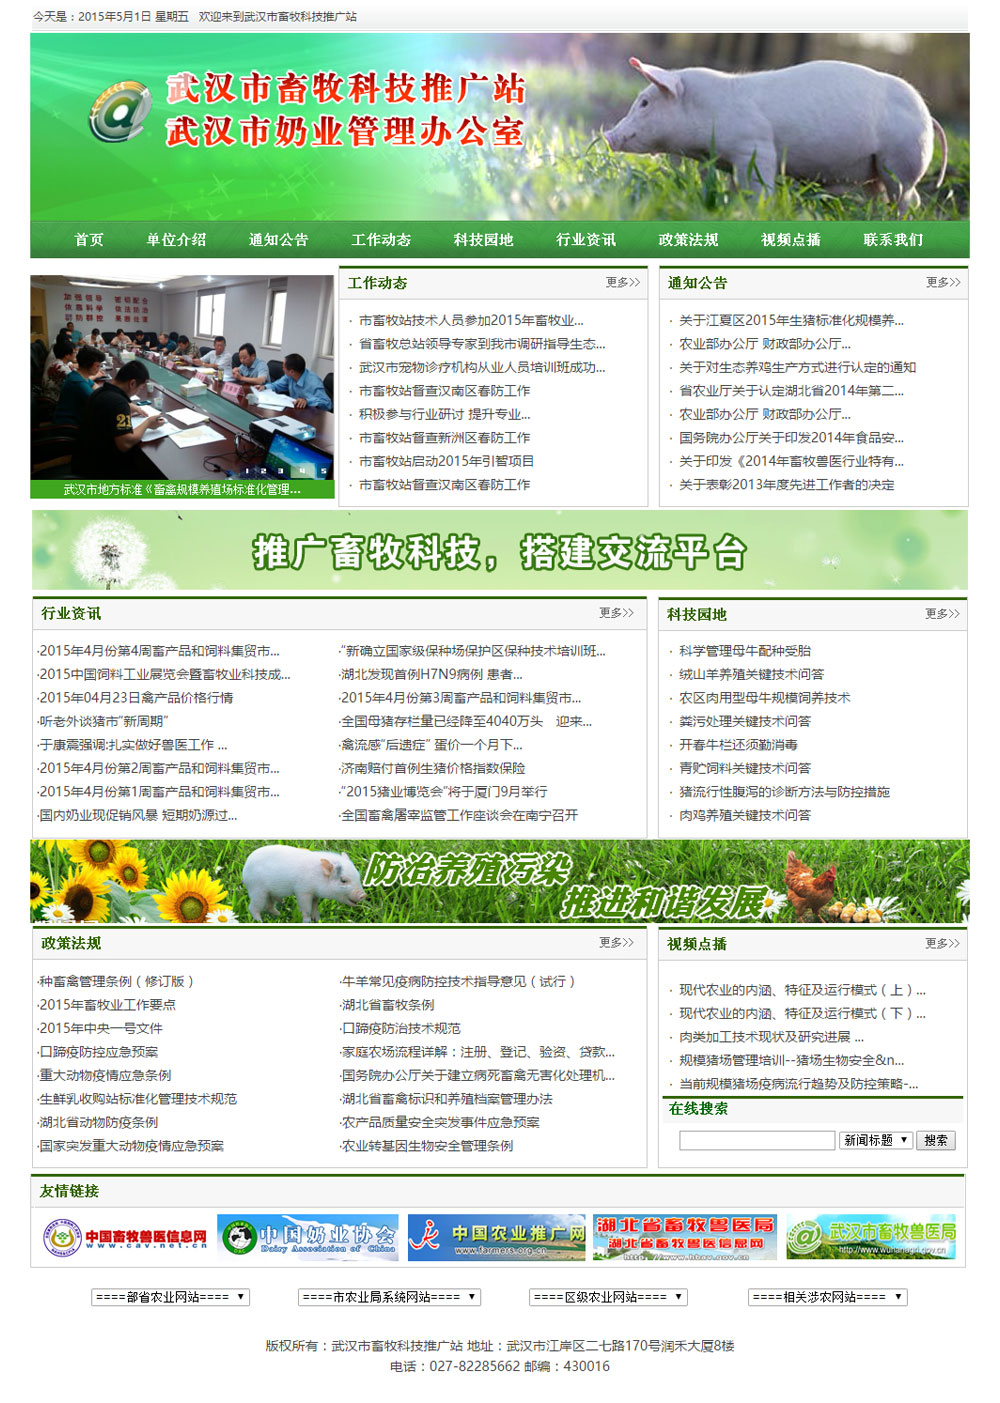 今天是：2015年5月1日 星期五 欢迎来到武汉市畜牧科技推广站
武汉市畜牧科技推广站
武汉市奶业管理办公室
首页 单位介绍 通知公告 工作动态 科技园地 行业资讯 政策法规 视频点播 联系我们
1 2 3 4 5
武汉市地方标准《畜禽规模养殖场标准化管理...
工作动态 更多>>
· 市畜牧站技术人员参加2015年畜牧业...
· 省畜牧总站领导专家到我市调研指导生态...
· 武汉市宠物诊疗机构从业人员培训班成功...
· 市畜牧站督查汉南区春防工作
· 积极参与行业研讨 提升专业...
· 市畜牧站督查新洲区春防工作
· 市畜牧站启动2015年引智项目
· 市畜牧站督查汉南区春防工作
通知公告 更多>>
· 关于江夏区2015年生猪标准化规模养...
· 农业部办公厅 财政部办公厅...
· 关于对生态养鸡生产方式进行认定的通知
· 省农业厅关于认定湖北省2014年第二...
· 农业部办公厅 财政部办公厅...
· 国务院办公厅关于印发2014年食品安...
· 关于印发《2014年畜牧兽医行业特有...
· 关于表彰2013年度先进工作者的决定
推广畜牧科技，搭建交流平台
行业资讯 更多>>
·2015年4月份第4周畜产品和饲料集贸市...
·2015中国饲料工业展览会暨畜牧业科技成...
·2015年04月23日禽产品价格行情
·听老外谈猪市“新周期”
·于康震强调:扎实做好兽医工作 ...
·2015年4月份第2周畜产品和饲料集贸市...
·2015年4月份第1周畜产品和饲料集贸市...
·国内奶业现促销风暴 短期奶源过...
·“新确立国家级保种场保护区保种技术培训班...
·湖北发现首例H7N9病例 患者...
·2015年4月份第3周畜产品和饲料集贸市...
·全国母猪存栏量已经降至4040万头 迎来...
·禽流感“后遗症” 蛋价一个月下...
·济南赔付首例生猪价格指数保险
·“2015猪业博览会”将于厦门9月举行
·全国畜禽屠宰监管工作座谈会在南宁召开
科技园地 更多>>
· 科学管理母牛配种受胎
· 绒山羊养殖关键技术问答
· 农区肉用型母牛规模饲养技术
· 粪污处理关键技术问答
· 开春牛栏还须勤消毒
· 青贮饲料关键技术问答
· 猪流行性腹泻的诊断方法与防控措施
· 肉鸡养殖关键技术问答
防治养殖污染
推进和谐发展
政策法规 更多>>
·种畜禽管理条例（修订版）
·2015年畜牧业工作要点
·2015年中央一号文件
·口蹄疫防控应急预案
·重大动物疫情应急条例
·生鲜乳收购站标准化管理技术规范
·湖北省动物防疫条例
·国家突发重大动物疫情应急预案
·牛羊常见疫病防控技术指导意见（试行）
·湖北省畜牧条例
·口蹄疫防治技术规范
·家庭农场流程详解：注册、登记、验资、贷款...
·国务院办公厅关于建立病死畜禽无害化处理机...
·湖北省畜禽标识和养殖档案管理办法
·农产品质量安全突发事件应急预案
·农业转基因生物安全管理条例
视频点播 更多>>
· 现代农业的内涵、特征及运行模式（上）...
· 现代农业的内涵、特征及运行模式（下）...
· 肉类加工技术现状及研究进展 ...
· 规模猪场管理培训--猪场生物安全&n...
· 当前规模猪场疫病流行趋势及防控策略-...
在线搜索
新闻标题 搜索
友情链接
中国畜牧兽医信息网
www.cav.net.cn
中国奶业协会
Dairy Association of China
中国农业推广网
www.farmers.org.cn
湖北省畜牧兽医局
湖北省畜牧兽医信息网
http://www.hbav.gov.cn
武汉市畜牧兽医局
http://www.wuhanagri.gov.cn
====部省农业网站==== ====市农业局系统网站==== ====区级农业网站==== ====相关涉农网站====
版权所有：武汉市畜牧科技推广站 地址：武汉市江岸区二七路170号润禾大厦8楼
电话：027-82285662 邮编：430016